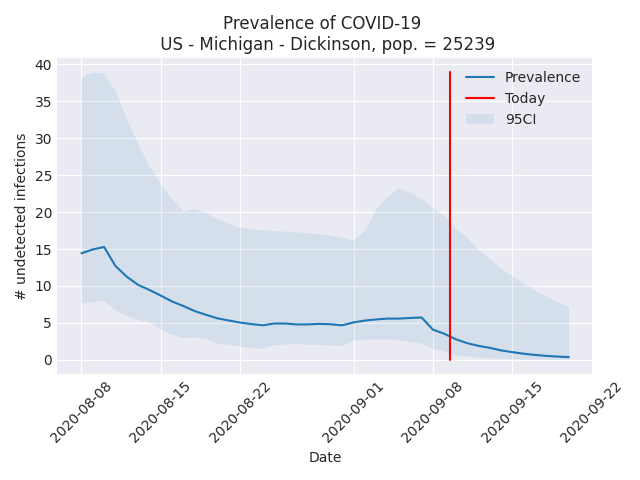 Prevalence of COVID-19
US - Michigan - Dickinson, pop. = 25239
40
35
30
25
20
15
10
5
0
# undetected infections
Prevalence
Today
95CI
2020-08-08
2020-08-15
2020-08-22
2020-09-01
2020-09-08
2020-09-15
2020-09-22
Date